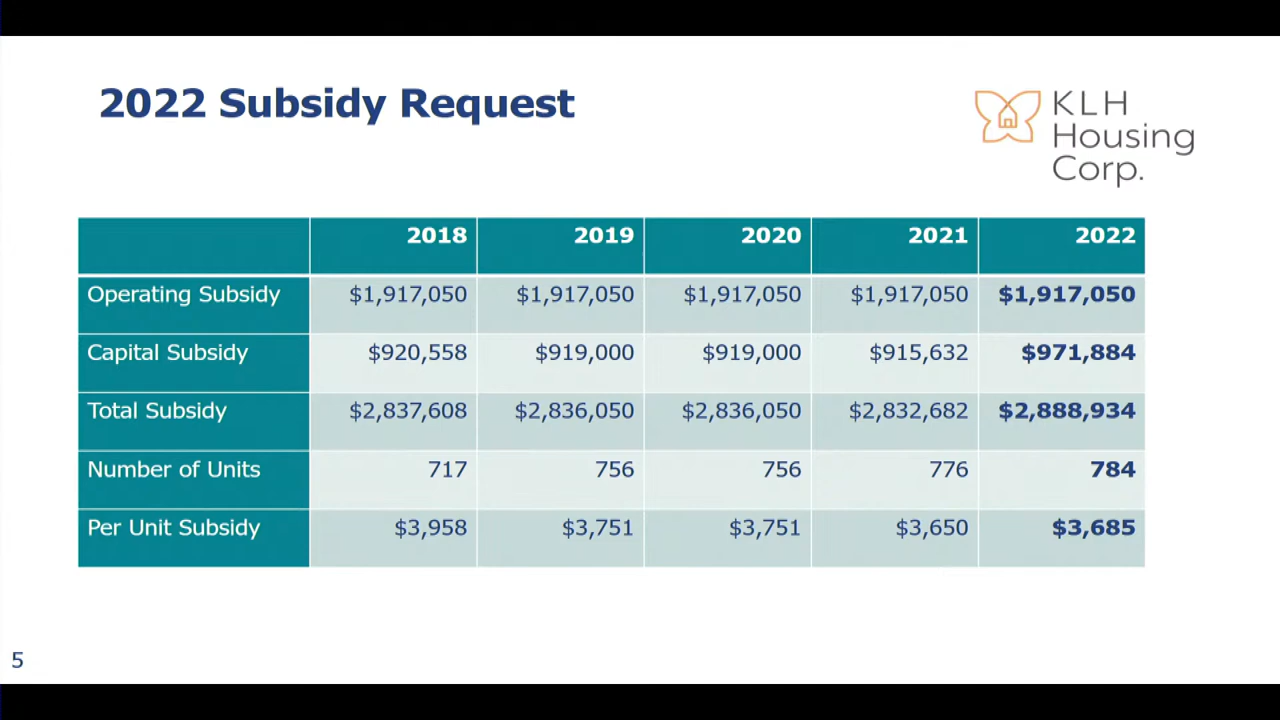 2022 Subsidy Request
KLH
Housing
Corp.
2018 2019 2020 2021 2022
Operating Subsidy $1,917,050 $1,917,050 $1,917,050 $1,917,050 $1,917,050
Capital Subsidy $920,558 $919,000 $919,000 $915,632 $971,884
Total Subsidy $2,837,608 $2,836,050 $2,836,050 $2,832,682 $2,888,934
Number of Units 717 756 756 776 784
Per Unit Subsidy $3,958 $3,751 $3,751 $3,650 $3,685
5